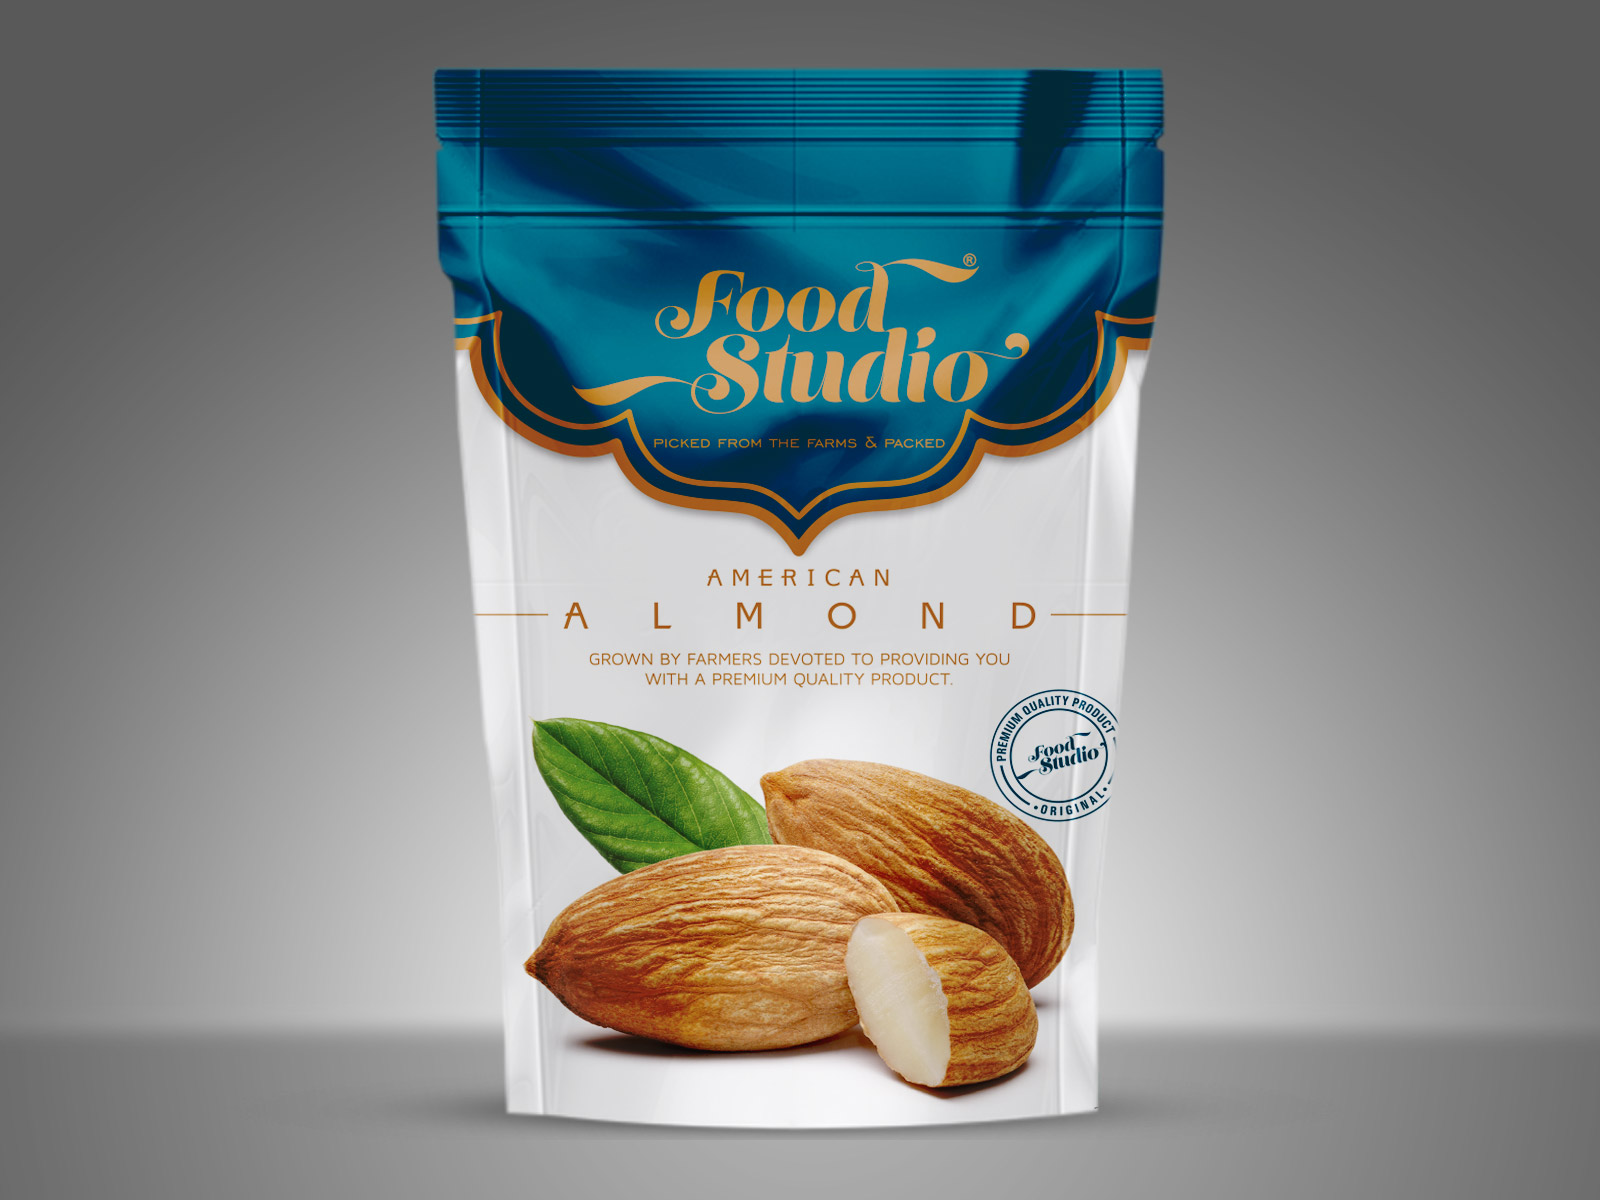 Food ®
Studio
PICKED FROM THE FARMS & PACKED
AMERICAN
ALMOND
GROWN BY FARMERS DEVOTED TO PROVIDING YOU
WITH A PREMIUM QUALITY PRODUCT.
PREMIUM QUALITY PRODUCT
Food
Studio
• ORIGINAL •